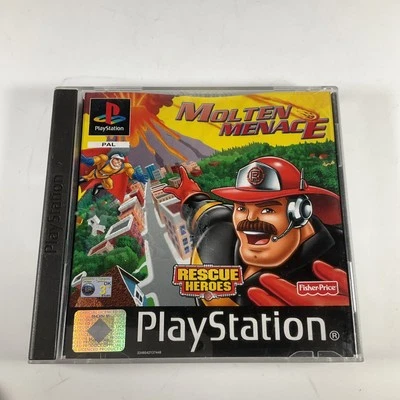 PlayStation
PlayStation
PAL
MOLTEN
MENACE
RESCUE
HEROES
Fisher-Price
PlayStation®